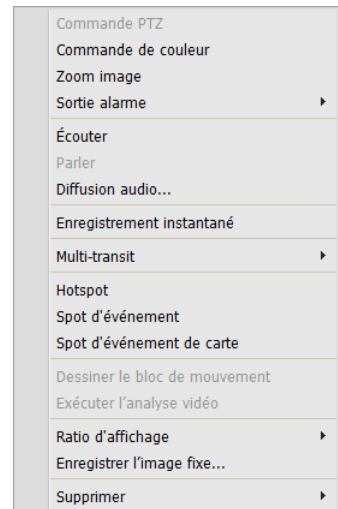 Commande PTZ
Commande de couleur
Zoom image
Sortie alarme
Écouter
Parler
Diffusion audio...
Enregistrement instantané
Multi-transit
Hotspot
Spot d'événement
Spot d'événement de carte
Dessiner le bloc de mouvement
Exécuter l’analyse vidéo
Ratio d'affichage
Enregistrer l’image fixe...
Supprimer